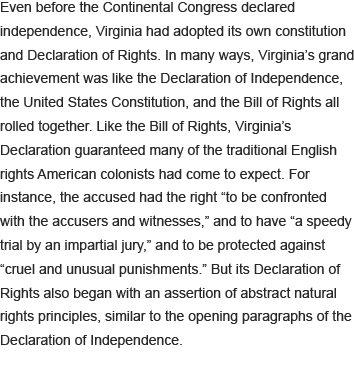 Even before the Continental Congress declared
independence, Virginia had adopted its own constitution
and Declaration of Rights. In many ways, Virginia’s grand
achievement was like the Declaration of Independence,
the United States Constitution, and the Bill of Rights all
rolled together. Like the Bill of Rights, Virginia’s
Declaration guaranteed many of the traditional English
rights American colonists had come to expect. For
instance, the accused had the right “to be confronted
with the accusers and witnesses,” and to have “a speedy
trial by an impartial jury,” and to be protected against
“cruel and unusual punishments.” But its Declaration of
Rights also began with an assertion of abstract natural
rights principles, similar to the opening paragraphs of the
Declaration of Independence.